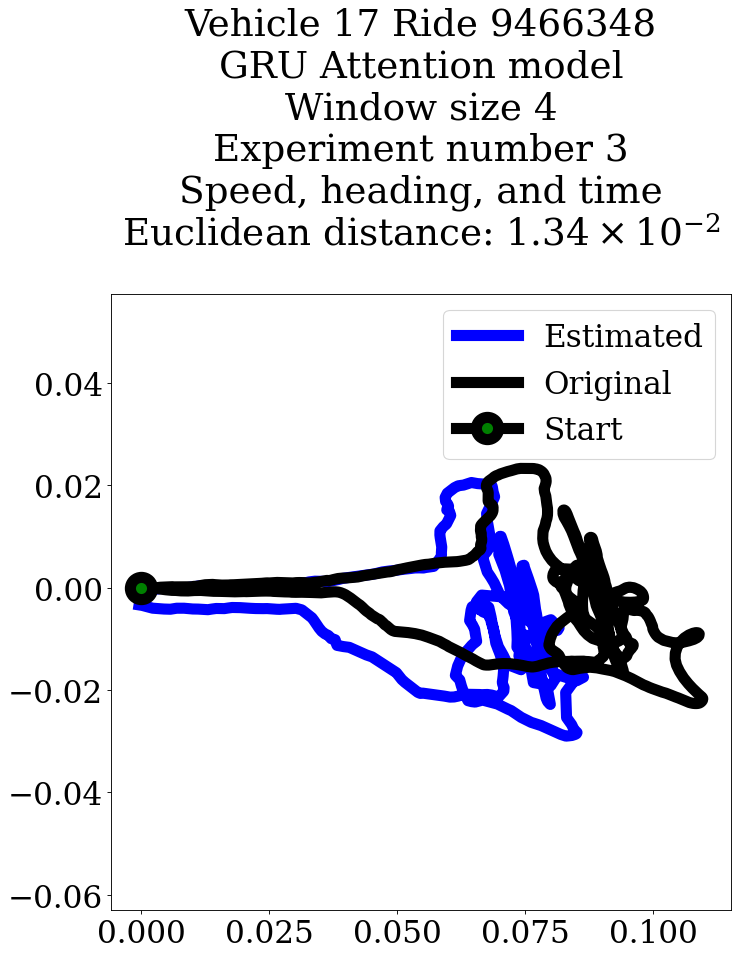 Vehicle 17 Ride 9466348
GRU Attention model
Window size 4
Experiment number 3
Speed, heading, and time
Euclidean distance: 1.34 × 10⁻²
Estimated
Original
Start
0.04
0.02
0.00
−0.02
−0.04
−0.06
0.000 0.025 0.050 0.075 0.100